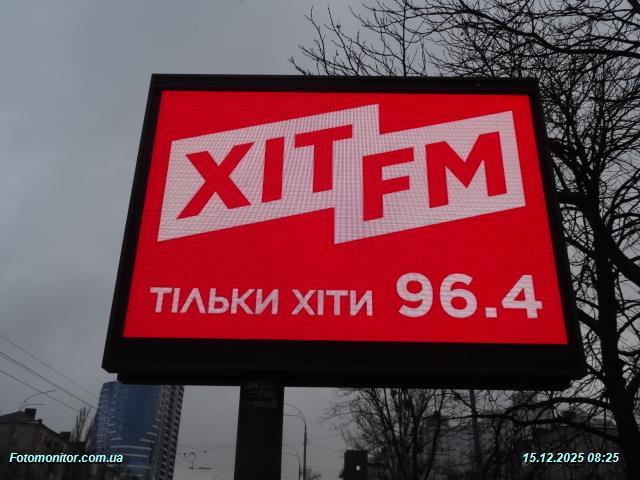 ХІТ FM
ТІЛЬКИ ХІТИ 96.4
Fotomonitor.com.ua 15.12.2025 08:25